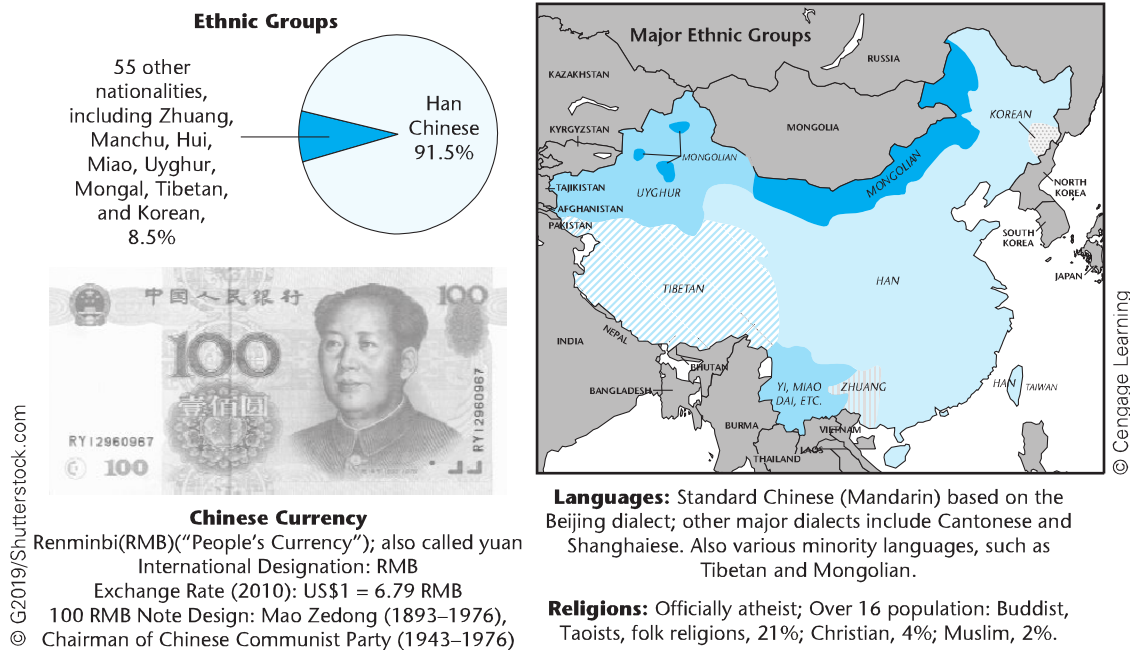 Ethnic Groups
55 other
nationalities,
including Zhuang,
Manchu, Hui,
Miao, Uyghur,
Mongal, Tibetan,
and Korean,
8.5%
Han
Chinese
91.5%
中国人民银行
100
100
壹佰圆
RY12960967
100
RY12960967
© G2019/Shutterstock.com
Chinese Currency
Renminbi(RMB)(“People’s Currency”); also called yuan
International Designation: RMB
Exchange Rate (2010): US$1 = 6.79 RMB
100 RMB Note Design: Mao Zedong (1893–1976),
Chairman of Chinese Communist Party (1943–1976)
Major Ethnic Groups
RUSSIA
KAZAKHSTAN
KOREAN
KYRGYZSTAN
MONGOLIA
MONGOLIAN
MONGOLIAN
TAJIKISTAN
UYGHUR
NORTH
KOREA
AFGHANISTAN
PAKISTAN
SOUTH
KOREA
JAPAN
TIBETAN
HAN
NEPAL
INDIA
BHUTAN
BANGLADESH
YI, MIAO
DAI, ETC.
ZHUANG
HAN
TAIWAN
BURMA
VIETNAM
LAOS
THAILAND
© Cengage Learning
Languages: Standard Chinese (Mandarin) based on the
Beijing dialect; other major dialects include Cantonese and
Shanghaiese. Also various minority languages, such as
Tibetan and Mongolian.
Religions: Officially atheist; Over 16 population: Buddist,
Taoists, folk religions, 21%; Christian, 4%; Muslim, 2%.